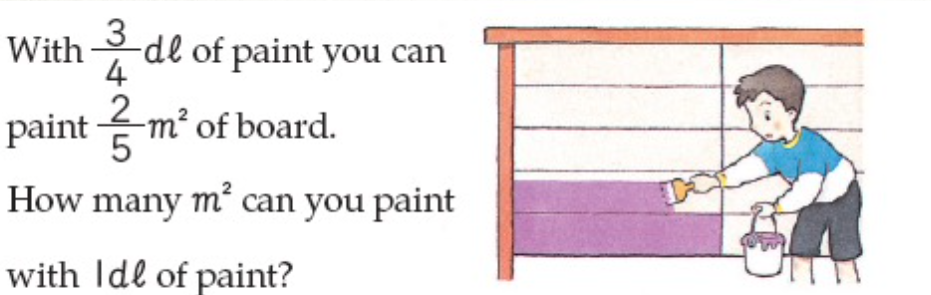 With 3/4 dℓ of paint you can
paint 2/5 m² of board.
How many m² can you paint
with 1dℓ of paint?